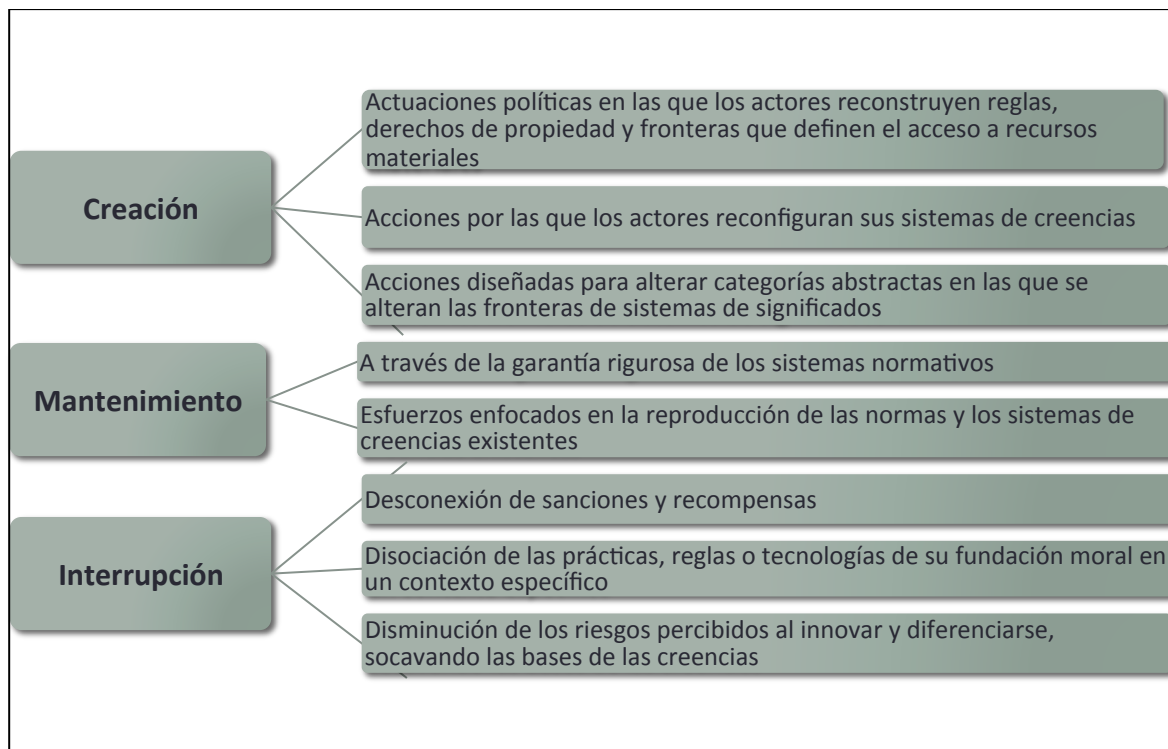 Creación
Actuaciones políticas en las que los actores reconstruyen reglas,
derechos de propiedad y fronteras que definen el acceso a recursos
materiales
Acciones por las que los actores reconfiguran sus sistemas de creencias
Acciones diseñadas para alterar categorías abstractas en las que se
alteran las fronteras de sistemas de significados
Mantenimiento
A través de la garantía rigurosa de los sistemas normativos
Esfuerzos enfocados en la reproducción de las normas y los sistemas de
creencias existentes
Interrupción
Desconexión de sanciones y recompensas
Disociación de las prácticas, reglas o tecnologías de su fundación moral en
un contexto específico
Disminución de los riesgos percibidos al innovar y diferenciarse,
socavando las bases de las creencias